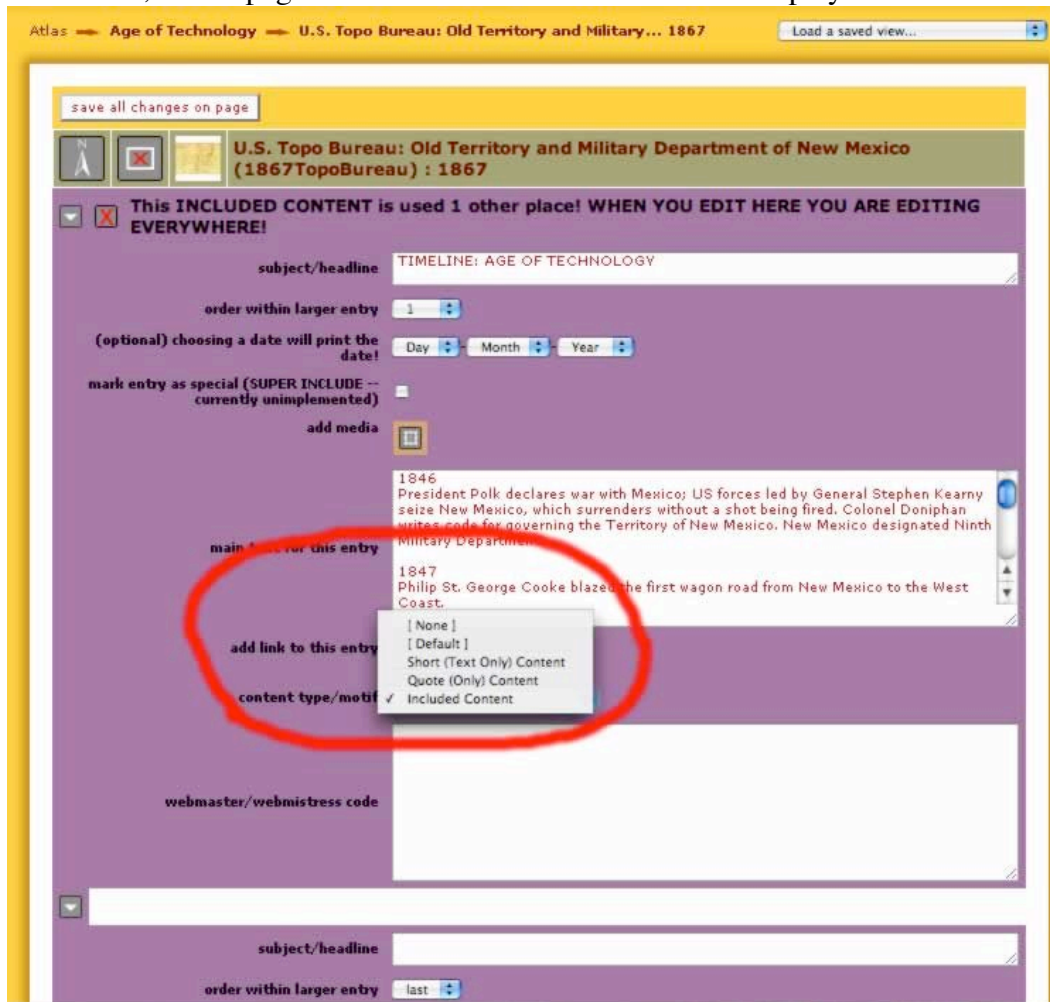 Atlas Age of Technology U.S. Topo Bureau: Old Territory and Military... 1867 Load a saved view...
save all changes on page
N
U.S. Topo Bureau: Old Territory and Military Department of New Mexico
(1867TopoBureau) : 1867
X This INCLUDED CONTENT is used 1 other place! WHEN YOU EDIT HERE YOU ARE EDITING
EVERYWHERE!
subject/headline TIMELINE: AGE OF TECHNOLOGY
order within larger entry 1
(optional) choosing a date will print the
date! Day - Month - Year
mark entry as special (SUPER INCLUDE --
currently unimplemented)
add media
1846
President Polk declares war with Mexico; US forces led by General Stephen Kearny
seize New Mexico, which surrenders without a shot being fired. Colonel Doniphan
writes code for governing the Territory of New Mexico. New Mexico designated Ninth
main for this entry Military
1847
Philip St. George Cooke blazed the first wagon road from New Mexico to the West
Coast.
[ None ]
add link to this entry [ Default ]
Short (Text Only) Content
Quote (Only) Content
content type/motif ✓ Included Content
webmaster/webmistress code
subject/headline
order within larger entry last